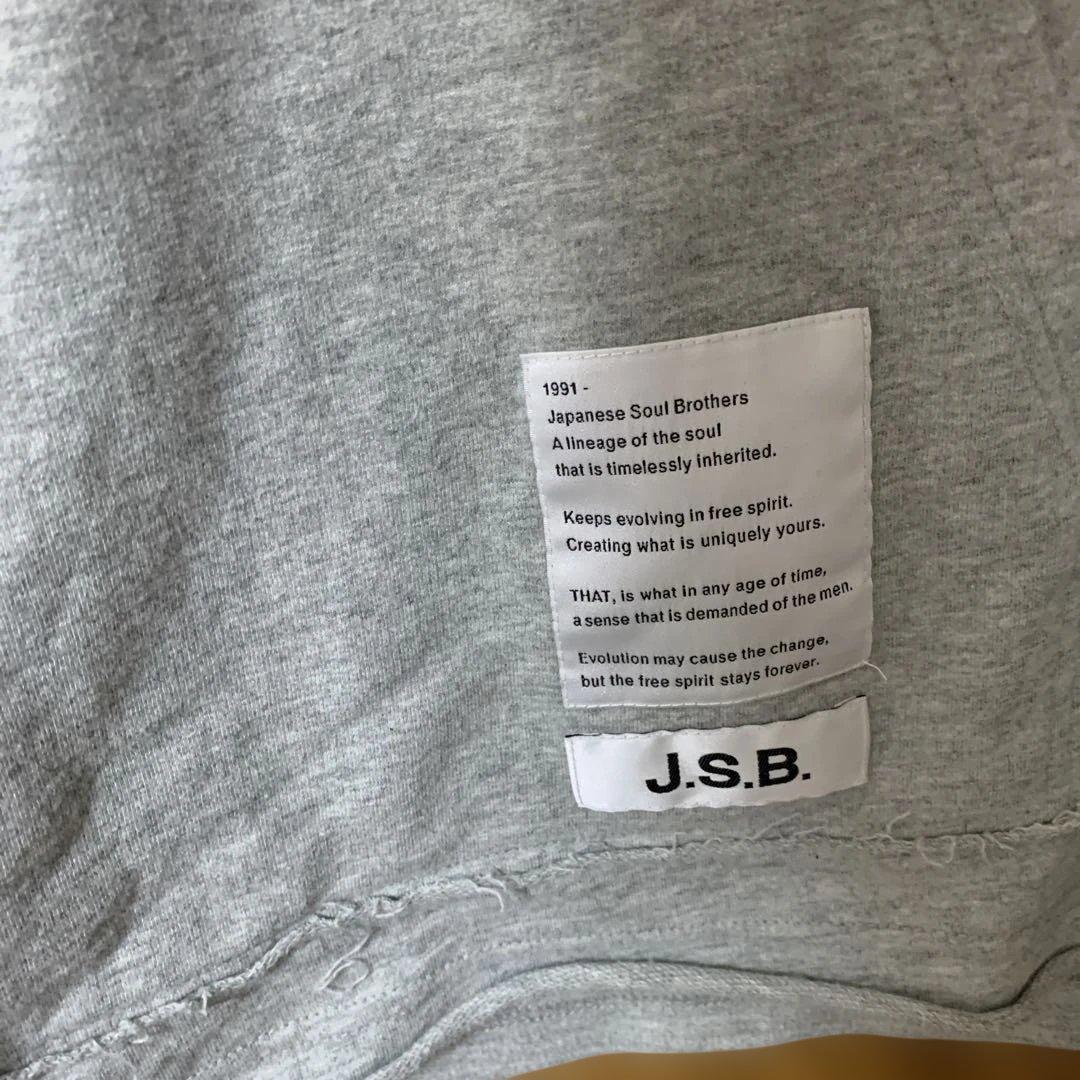 1991 -
Japanese Soul Brothers
A lineage of the soul
that is timelessly inherited.
Keeps evolving in free spirit.
Creating what is uniquely yours.
THAT, is what in any age of time,
a sense that is demanded of the men.
Evolution may cause the change,
but the free spirit stays forever.
J.S.B.